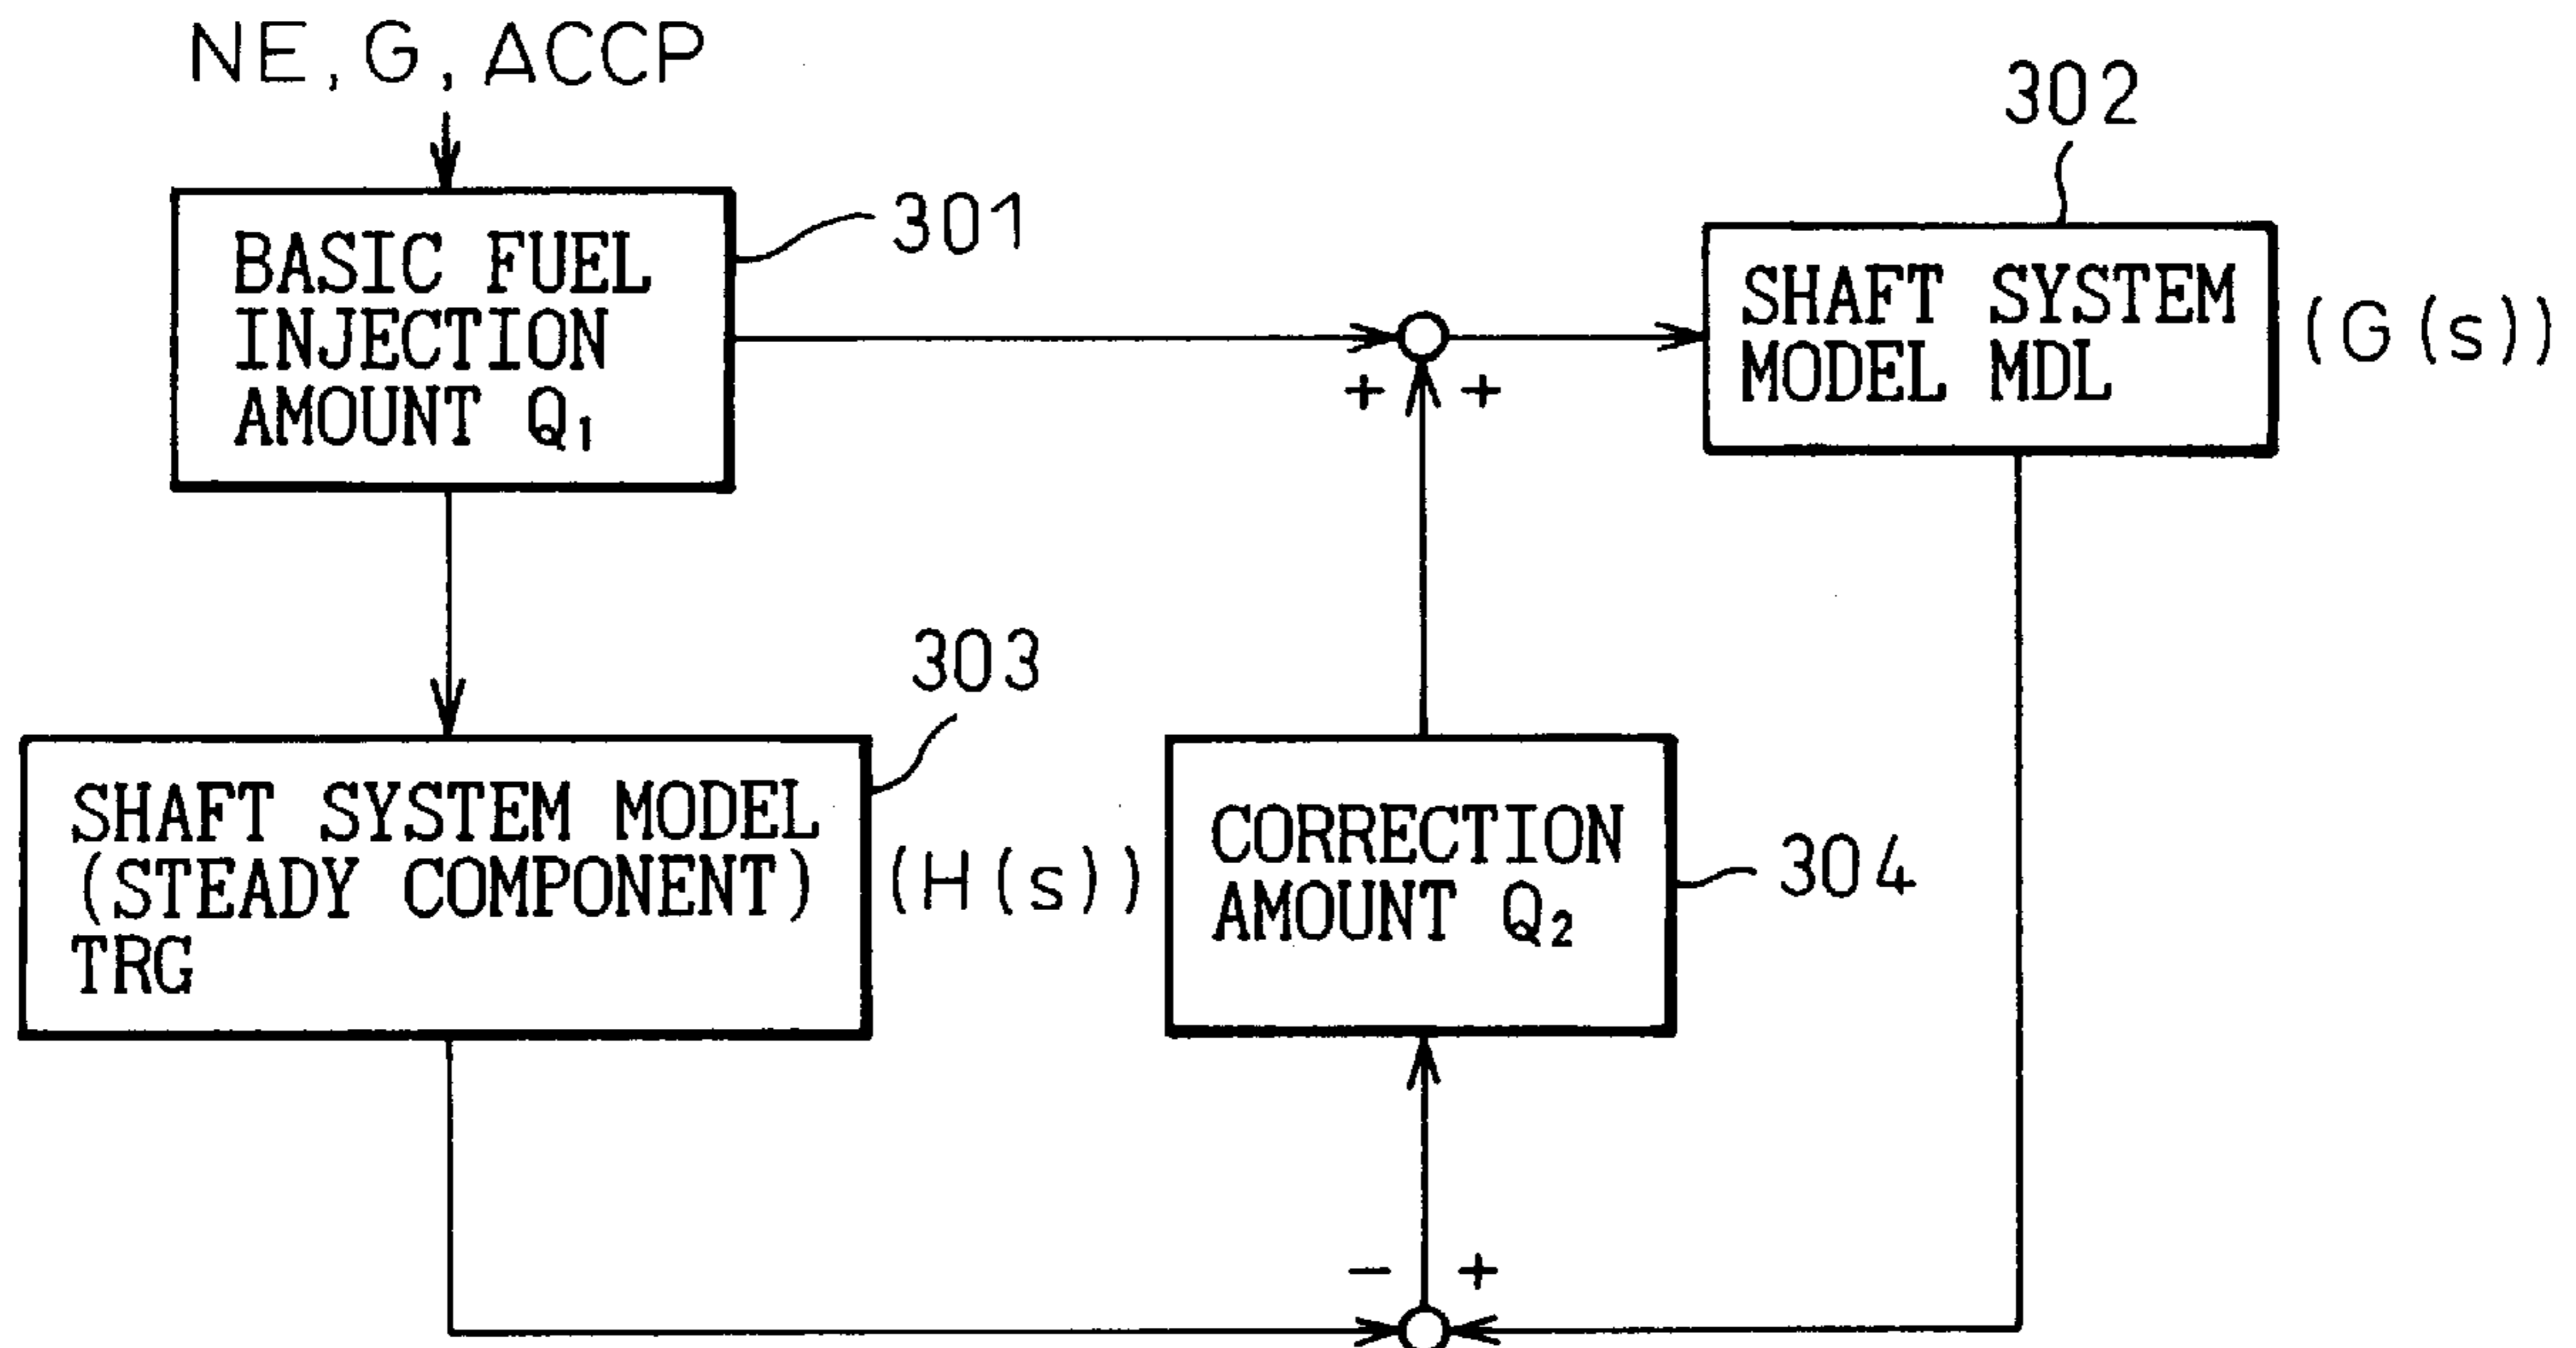 NE, G, ACCP
302
301
BASIC FUEL
INJECTION
AMOUNT Q₁
SHAFT SYSTEM
MODEL MDL
(G(s))
+ +
303
SHAFT SYSTEM MODEL
(STEADY COMPONENT)
TRG
(H(s))
CORRECTION
AMOUNT Q₂
304
− +